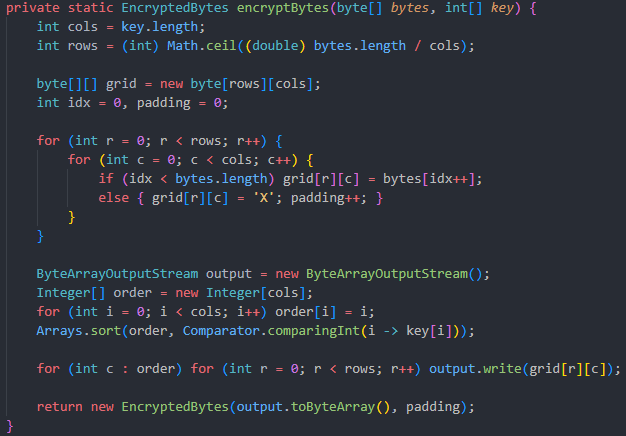 private static EncryptedBytes encryptBytes(byte[] bytes, int[] key) {
    int cols = key.length;
    int rows = (int) Math.ceil((double) bytes.length / cols);

    byte[][] grid = new byte[rows][cols];
    int idx = 0, padding = 0;

    for (int r = 0; r < rows; r++) {
        for (int c = 0; c < cols; c++) {
            if (idx < bytes.length) grid[r][c] = bytes[idx++];
            else { grid[r][c] = 'X'; padding++; }
        }
    }

    ByteArrayOutputStream output = new ByteArrayOutputStream();
    Integer[] order = new Integer[cols];
    for (int i = 0; i < cols; i++) order[i] = i;
    Arrays.sort(order, Comparator.comparingInt(i -> key[i]));

    for (int c : order) for (int r = 0; r < rows; r++) output.write(grid[r][c]);

    return new EncryptedBytes(output.toByteArray(), padding);
}